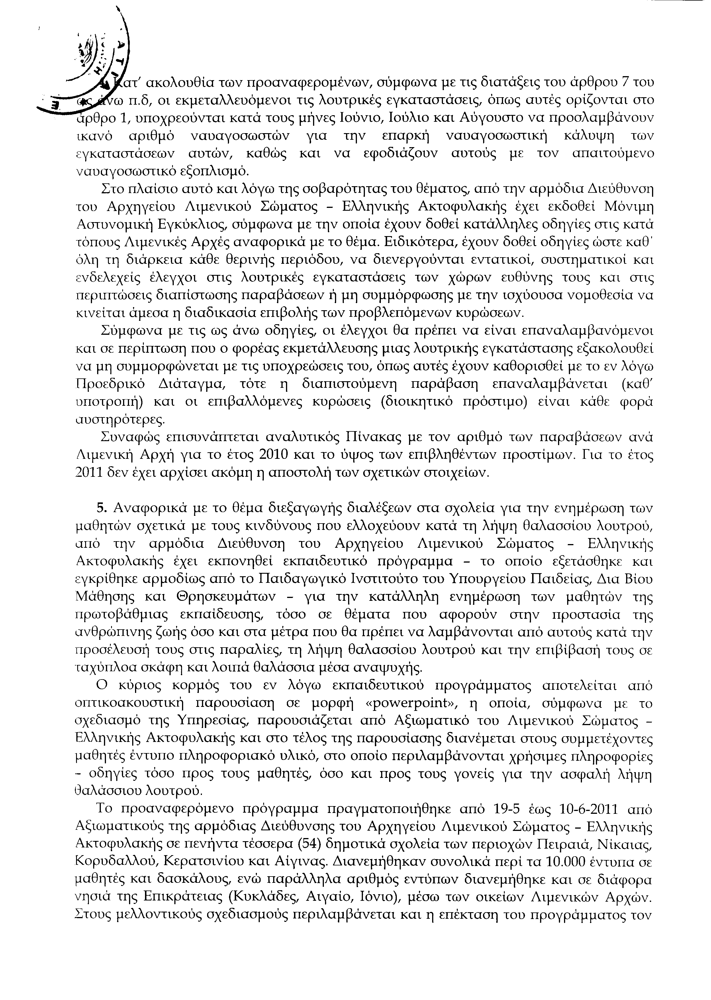 Κατ' ακολουθία των προαναφερομένων, σύμφωνα με τις διατάξεις του άρθρου 7 του
ως άνω π.δ, οι εκμεταλλευόμενοι τις λουτρικές εγκαταστάσεις, όπως αυτές ορίζονται στο
άρθρο 1, υποχρεούνται κατά τους μήνες Ιούνιο, Ιούλιο και Αύγουστο να προσλαμβάνουν
ικανό αριθμό ναυαγοσωστών για την επαρκή ναυαγοσωστική κάλυψη των
εγκαταστάσεων αυτών, καθώς και να εφοδιάζουν αυτούς με τον απαιτούμενο
ναυαγοσωστικό εξοπλισμό.
Στο πλαίσιο αυτό και λόγω της σοβαρότητας του θέματος, από την αρμόδια Διεύθυνση
του Αρχηγείου Λιμενικού Σώματος – Ελληνικής Ακτοφυλακής έχει εκδοθεί Μόνιμη
Αστυνομική Εγκύκλιος, σύμφωνα με την οποία έχουν δοθεί κατάλληλες οδηγίες στις κατά
τόπους Λιμενικές Αρχές αναφορικά με το θέμα. Ειδικότερα, έχουν δοθεί οδηγίες ώστε καθ'
όλη τη διάρκεια κάθε θερινής περιόδου, να διενεργούνται εντατικοί, συστηματικοί και
ενδελεχείς έλεγχοι στις λουτρικές εγκαταστάσεις των χώρων ευθύνης τους και στις
περιπτώσεις διαπίστωσης παραβάσεων ή μη συμμόρφωσης με την ισχύουσα νομοθεσία να
κινείται άμεσα η διαδικασία επιβολής των προβλεπόμενων κυρώσεων.
Σύμφωνα με τις ως άνω οδηγίες, οι έλεγχοι θα πρέπει να είναι επαναλαμβανόμενοι
και σε περίπτωση που ο φορέας εκμετάλλευσης μιας λουτρικής εγκατάστασης εξακολουθεί
να μη συμμορφώνεται με τις υποχρεώσεις του, όπως αυτές έχουν καθορισθεί με το εν λόγω
Προεδρικό Διάταγμα, τότε η διαπιστούμενη παράβαση επαναλαμβάνεται (καθ'
υποτροπή) και οι επιβαλλόμενες κυρώσεις (διοικητικό πρόστιμο) είναι κάθε φορά
αυστηρότερες.
Συναφώς επισυνάπτεται αναλυτικός Πίνακας με τον αριθμό των παραβάσεων ανά
Λιμενική Αρχή για το έτος 2010 και το ύψος των επιβληθέντων προστίμων. Για το έτος
2011 δεν έχει αρχίσει ακόμη η αποστολή των σχετικών στοιχείων.
5. Αναφορικά με το θέμα διεξαγωγής διαλέξεων στα σχολεία για την ενημέρωση των
μαθητών σχετικά με τους κινδύνους που ελλοχεύουν κατά τη λήψη θαλασσίου λουτρού,
από την αρμόδια Διεύθυνση του Αρχηγείου Λιμενικού Σώματος – Ελληνικής
Ακτοφυλακής έχει εκπονηθεί εκπαιδευτικό πρόγραμμα – το οποίο εξετάσθηκε και
εγκρίθηκε αρμοδίως από το Παιδαγωγικό Ινστιτούτο του Υπουργείου Παιδείας, Δια Βίου
Μάθησης και Θρησκευμάτων – για την κατάλληλη ενημέρωση των μαθητών της
πρωτοβάθμιας εκπαίδευσης, τόσο σε θέματα που αφορούν στην προστασία της
ανθρώπινης ζωής όσο και στα μέτρα που θα πρέπει να λαμβάνονται από αυτούς κατά την
προσέλευσή τους στις παραλίες, τη λήψη θαλασσίου λουτρού και την επιβίβασή τους σε
ταχύπλοα σκάφη και λοιπά θαλάσσια μέσα αναψυχής.
Ο κύριος κορμός του εν λόγω εκπαιδευτικού προγράμματος αποτελείται από
οπτικοακουστική παρουσίαση σε μορφή «powerpoint», η οποία, σύμφωνα με το
σχεδιασμό της Υπηρεσίας, παρουσιάζεται από Αξιωματικό του Λιμενικού Σώματος –
Ελληνικής Ακτοφυλακής και στο τέλος της παρουσίασης διανέμεται στους συμμετέχοντες
μαθητές έντυπο πληροφοριακό υλικό, στο οποίο περιλαμβάνονται χρήσιμες πληροφορίες
– οδηγίες τόσο προς τους μαθητές, όσο και προς τους γονείς για την ασφαλή λήψη
θαλάσσιου λουτρού.
Το προαναφερόμενο πρόγραμμα πραγματοποιήθηκε από 19-5 έως 10-6-2011 από
Αξιωματικούς της αρμόδιας Διεύθυνσης του Αρχηγείου Λιμενικού Σώματος – Ελληνικής
Ακτοφυλακής σε πενήντα τέσσερα (54) δημοτικά σχολεία των περιοχών Πειραιά, Νίκαιας,
Κορυδαλλού, Κερατσινίου και Αίγινας. Διανεμήθηκαν συνολικά περί τα 10.000 έντυπα σε
μαθητές και δασκάλους, ενώ παράλληλα αριθμός εντύπων διανεμήθηκε και σε διάφορα
νησιά της Επικράτειας (Κυκλάδες, Αιγαίο, Ιόνιο), μέσω των οικείων Λιμενικών Αρχών.
Στους μελλοντικούς σχεδιασμούς περιλαμβάνεται και η επέκταση του προγράμματος τον